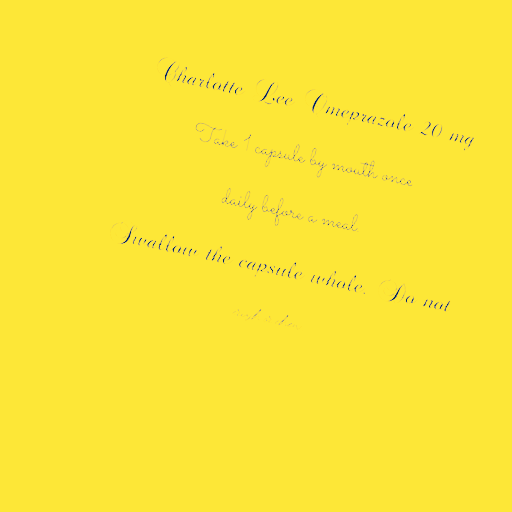 Charlotte Lee Omeprazole 20 mg
Take 1 capsule by mouth once
daily before a meal
Swallow the capsule whole. Do not